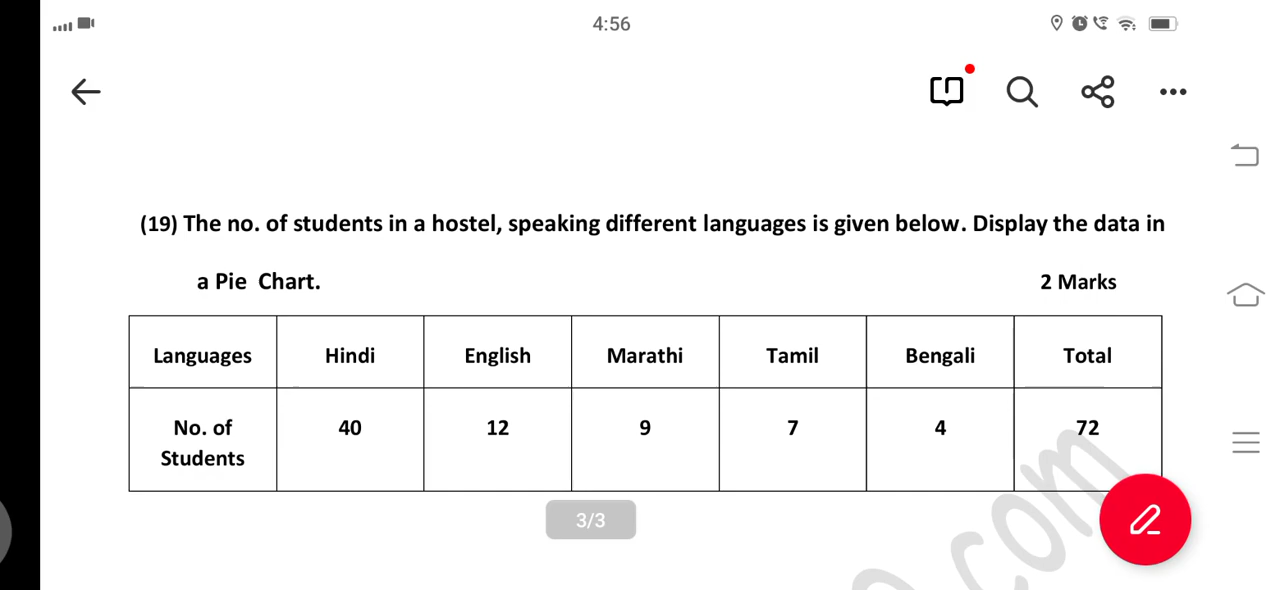 4:56
(19) The no. of students in a hostel, speaking different languages is given below. Display the data in
a Pie Chart. 2 Marks
Languages Hindi English Marathi Tamil Bengali Total
No. of Students 40 12 9 7 4 72
3/3
.com